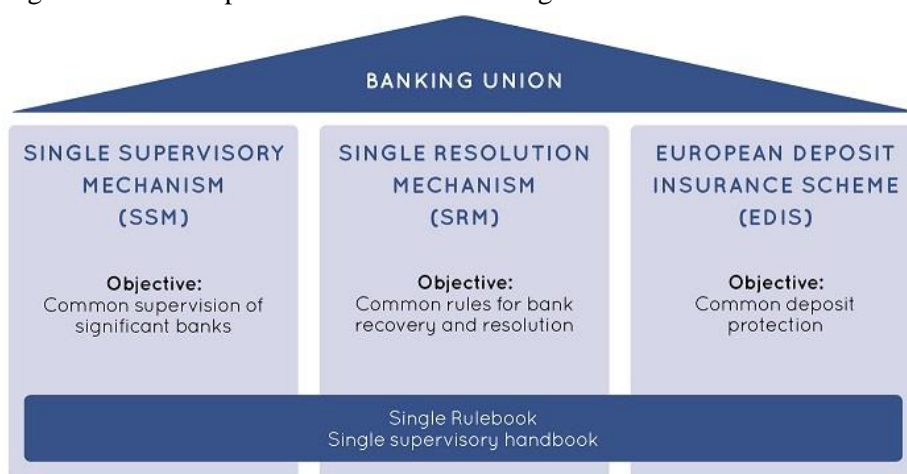 BANKING UNION
SINGLE SUPERVISORY
MECHANISM
(SSM)
Objective:
Common supervision of
significant banks
SINGLE RESOLUTION
MECHANISM
(SRM)
Objective:
Common rules for bank
recovery and resolution
EUROPEAN DEPOSIT
INSURANCE SCHEME
(EDIS)
Objective:
Common deposit
protection
Single Rulebook
Single supervisory handbook